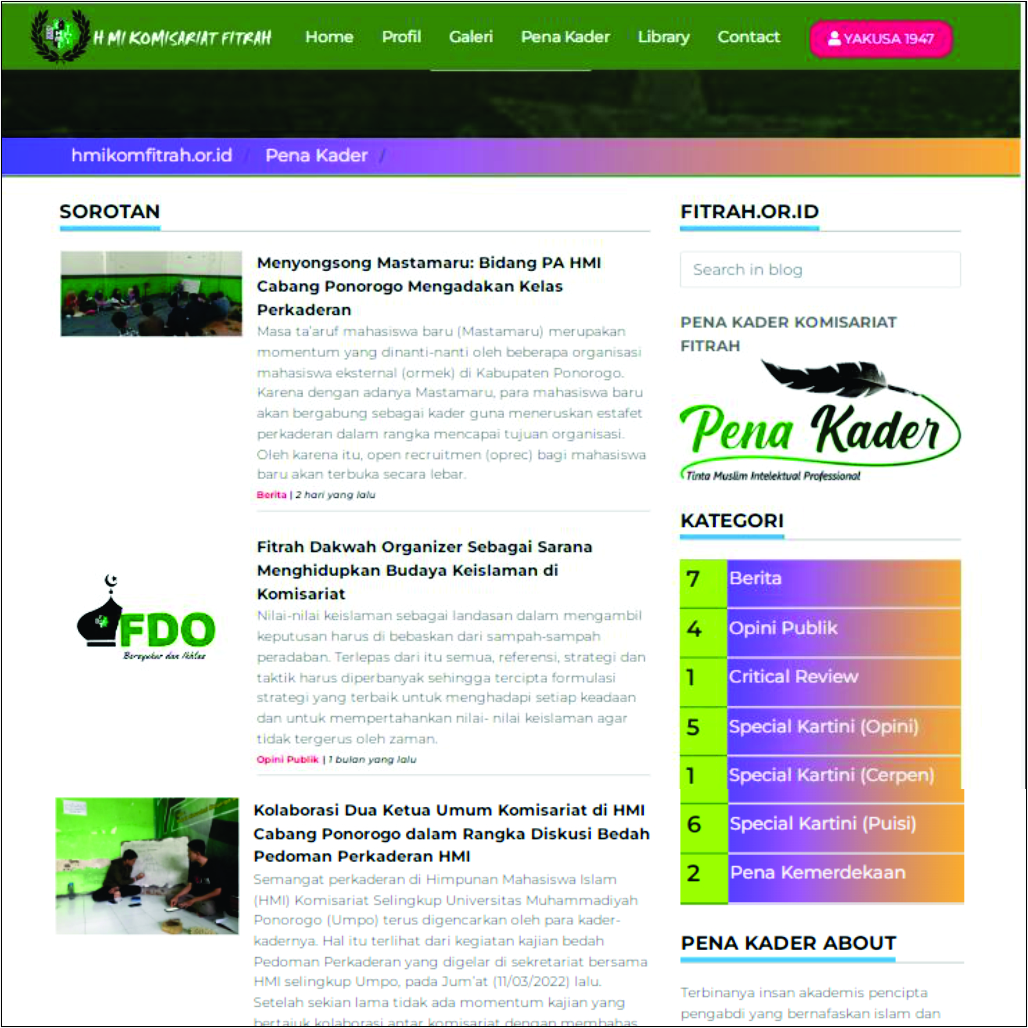 H MI KOMISARIAT FITRAH
Home
Profil
Galeri
Pena Kader
Library
Contact
YAKUSA 1947
hmikomfitrah.or.id / Pena Kader /
SOROTAN
Menyongsong Mastamaru: Bidang PA HMI
Cabang Ponorogo Mengadakan Kelas
Perkaderan
Masa ta'aruf mahasiswa baru (Mastamaru) merupakan
momentum yang dinanti-nanti oleh beberapa organisasi
mahasiswa eksternal (ormek) di Kabupaten Ponorogo.
Karena dengan adanya Mastamaru, para mahasiswa baru
akan bergabung sebagai kader guna meneruskan estafet
perkaderan dalam rangka mencapai tujuan organisasi.
Oleh karena itu, open recruitmen (oprec) bagi mahasiswa
baru akan terbuka secara lebar.
Berita | 2 hari yang lalu
FDO
Bersyukur dan Ikhlas
Fitrah Dakwah Organizer Sebagai Sarana
Menghidupkan Budaya Keislaman di
Komisariat
Nilai-nilai keislaman sebagai landasan dalam mengambil
keputusan harus di bebaskan dari sampah-sampah
peradaban. Terlepas dari itu semua, referensi, strategi dan
taktik harus diperbanyak sehingga tercipta formulasi
strategi yang terbaik untuk menghadapi setiap keadaan
dan untuk mempertahankan nilai- nilai keislaman agar
tidak tergerus oleh zaman.
Opini Publik | 1 bulan yang lalu
Kolaborasi Dua Ketua Umum Komisariat di HMI
Cabang Ponorogo dalam Rangka Diskusi Bedah
Pedoman Perkaderan HMI
Semangat perkaderan di Himpunan Mahasiswa Islam
(HMI) Komisariat Selingkup Universitas Muhammadiyah
Ponorogo (Umpo) terus digencarkan oleh para kader-
kadernya. Hal itu terlihat dari kegiatan kajian bedah
Pedoman Perkaderan yang digelar di sekretariat bersama
HMI selingkup Umpo, pada Jum'at (11/03/2022) lalu.
Setelah sekian lama tidak ada momentum kajian yang
bertajuk kolaborasi antar komisariat dengan membahas
FITRAH.OR.ID
Search in blog
PENA KADER KOMISARIAT
FITRAH
Pena Kader
Tinta Muslim Intelektual Professional
KATEGORI
7 Berita
4 Opini Publik
1 Critical Review
5 Special Kartini (Opini)
1 Special Kartini (Cerpen)
6 Special Kartini (Puisi)
2 Pena Kemerdekaan
PENA KADER ABOUT
Terbinanya insan akademis pencipta
pengabdi yang bernafaskan islam dan